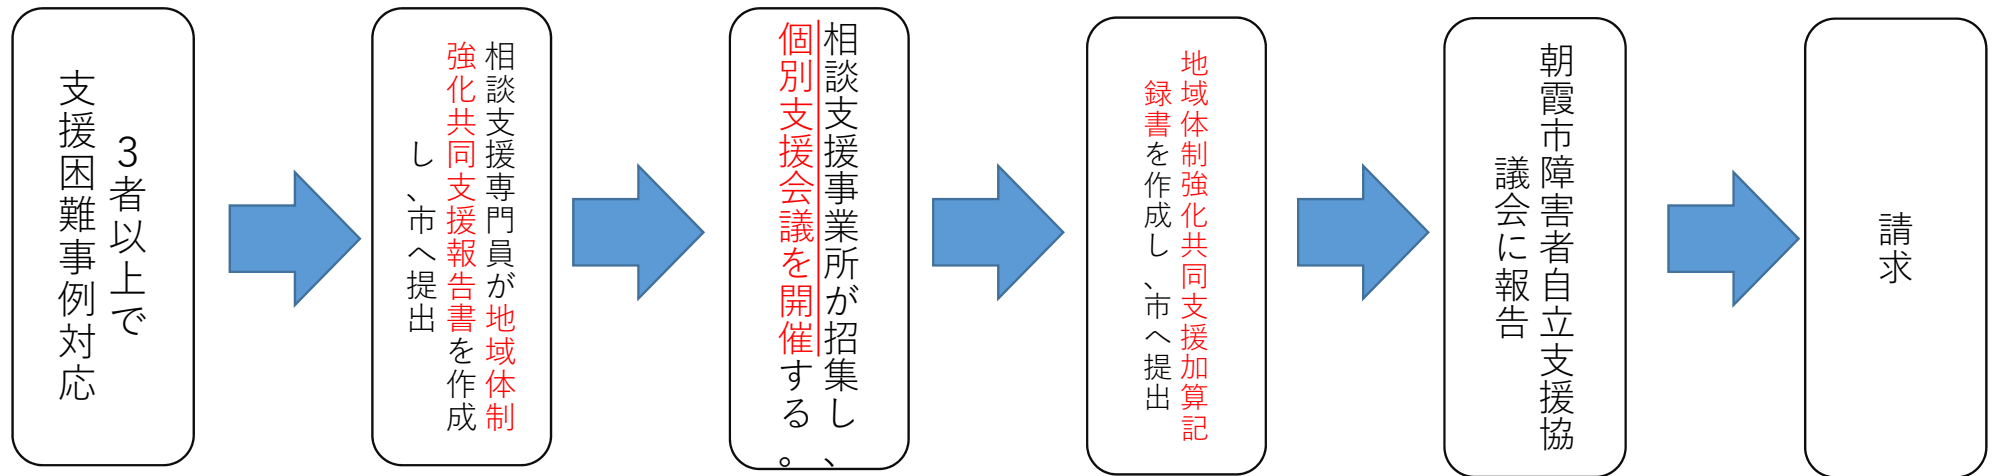 ３者以上で
支援困難事例対応
相談支援専門員が地域体制
強化共同支援報告書を作成
し、市へ提出
相談支援事業所が招集し、
個別支援会議を開催する。
地域体制強化共同支援加算記
録書を作成し、市へ提出
朝霞市障害者自立支援協
議会に報告
請求